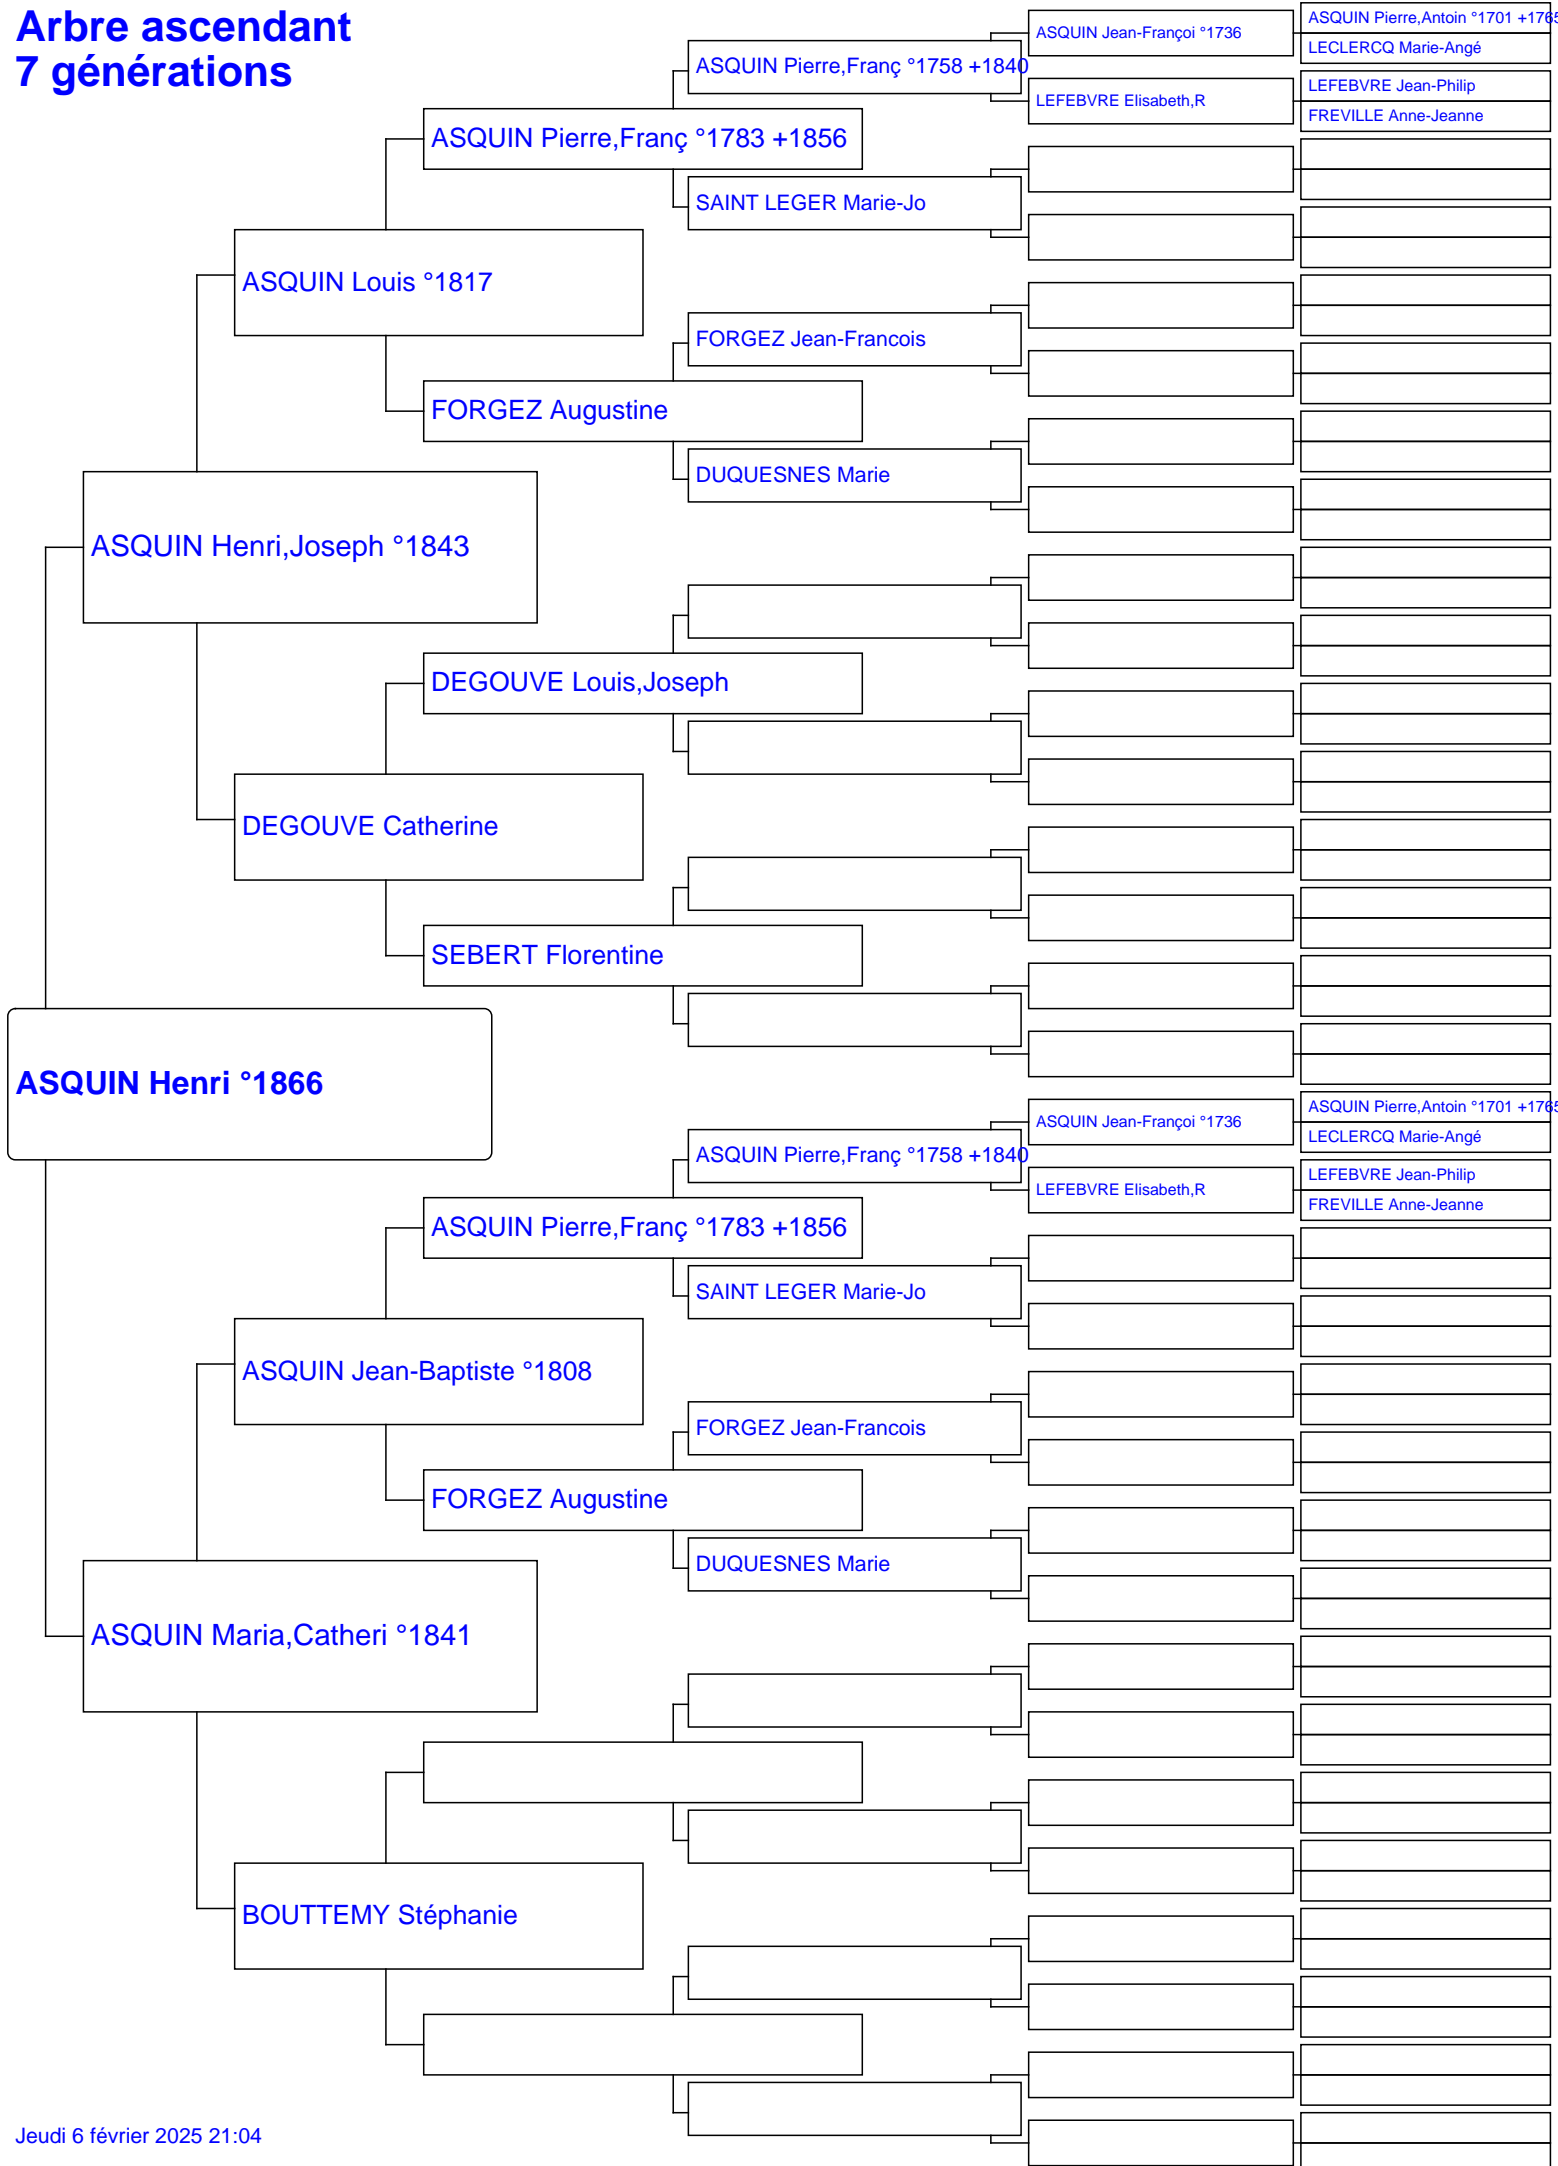 Arbre ascendant
7 générations
ASQUIN Jean-Françoi °1736
ASQUIN Pierre,Antoin °1701 +1765
LECLERCQ Marie-Angé
ASQUIN Pierre,Franç °1758 +1840
LEFEBVRE Elisabeth,R
LEFEBVRE Jean-Philip
FREVILLE Anne-Jeanne
ASQUIN Pierre,Franç °1783 +1856
SAINT LEGER Marie-Jo
ASQUIN Louis °1817
FORGEZ Jean-Francois
FORGEZ Augustine
DUQUESNES Marie
ASQUIN Henri,Joseph °1843
DEGOUVE Louis,Joseph
DEGOUVE Catherine
SEBERT Florentine
ASQUIN Henri °1866
ASQUIN Jean-Françoi °1736
ASQUIN Pierre,Antoin °1701 +1765
LECLERCQ Marie-Angé
ASQUIN Pierre,Franç °1758 +1840
LEFEBVRE Elisabeth,R
LEFEBVRE Jean-Philip
FREVILLE Anne-Jeanne
ASQUIN Pierre,Franç °1783 +1856
SAINT LEGER Marie-Jo
ASQUIN Jean-Baptiste °1808
FORGEZ Jean-Francois
FORGEZ Augustine
DUQUESNES Marie
ASQUIN Maria,Catheri °1841
BOUTTEMY Stéphanie
Jeudi 6 février 2025 21:04